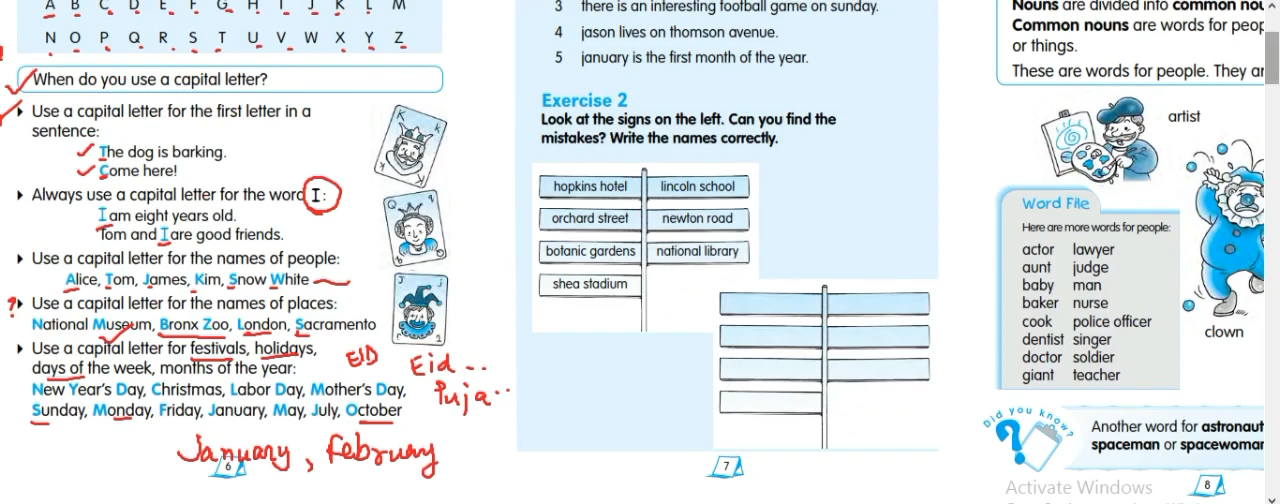 A B C D E F G H I J K L M
N O P Q R S T U V W X Y Z
When do you use a capital letter?
Use a capital letter for the first letter in a
sentence:
The dog is barking.
Come here!
Always use a capital letter for the word I:
I am eight years old.
Tom and I are good friends.
Use a capital letter for the names of people:
Alice, Tom, James, Kim, Snow White
? Use a capital letter for the names of places:
National Museum, Bronx Zoo, London, Sacramento
Use a capital letter for festivals, holidays,
days of the week, months of the year:
EID Eid..
New Year's Day, Christmas, Labor Day, Mother's Day,
Puja..
Sunday, Monday, Friday, January, May, July, October
January, February
6
K K
Q
J J
3 there is an interesting football game on sunday.
4 jason lives on thomson avenue.
5 january is the first month of the year.
Exercise 2
Look at the signs on the left. Can you find the
mistakes? Write the names correctly.
hopkins hotel lincoln school
orchard street newton road
botanic gardens national library
shea stadium
7
Nouns are divided into common
Common nouns are words for
or things.
These are words for people. They
artist
clown
Word File
Here are more words for people:
actor lawyer
aunt judge
baby man
baker nurse
cook police officer
dentist singer
doctor soldier
giant teacher
Did you know?
Another word for astronaut
spaceman or spacewoman
Activate Windows
8